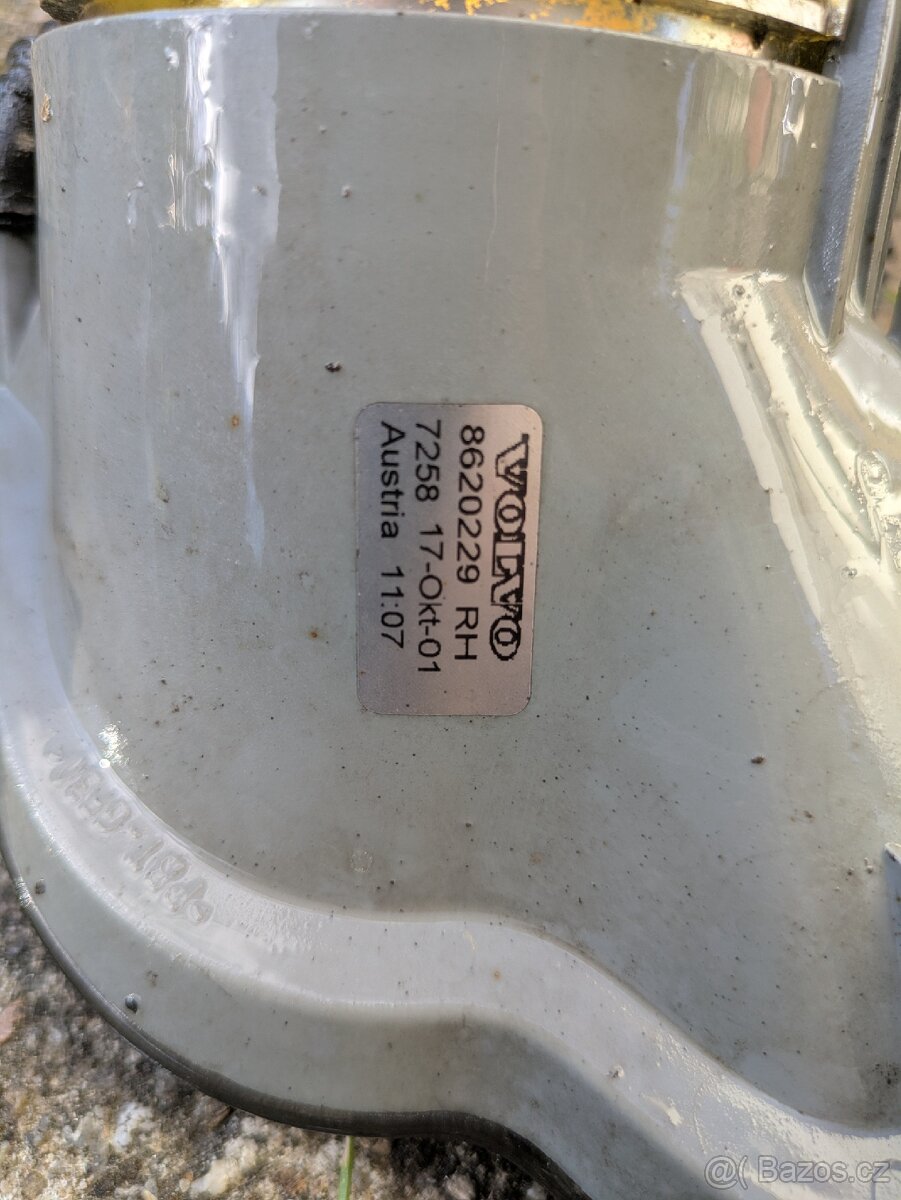 VOLVO
8620229 RH
7258 17-Okt-01
Austria 11:07
@( Bazos.cz